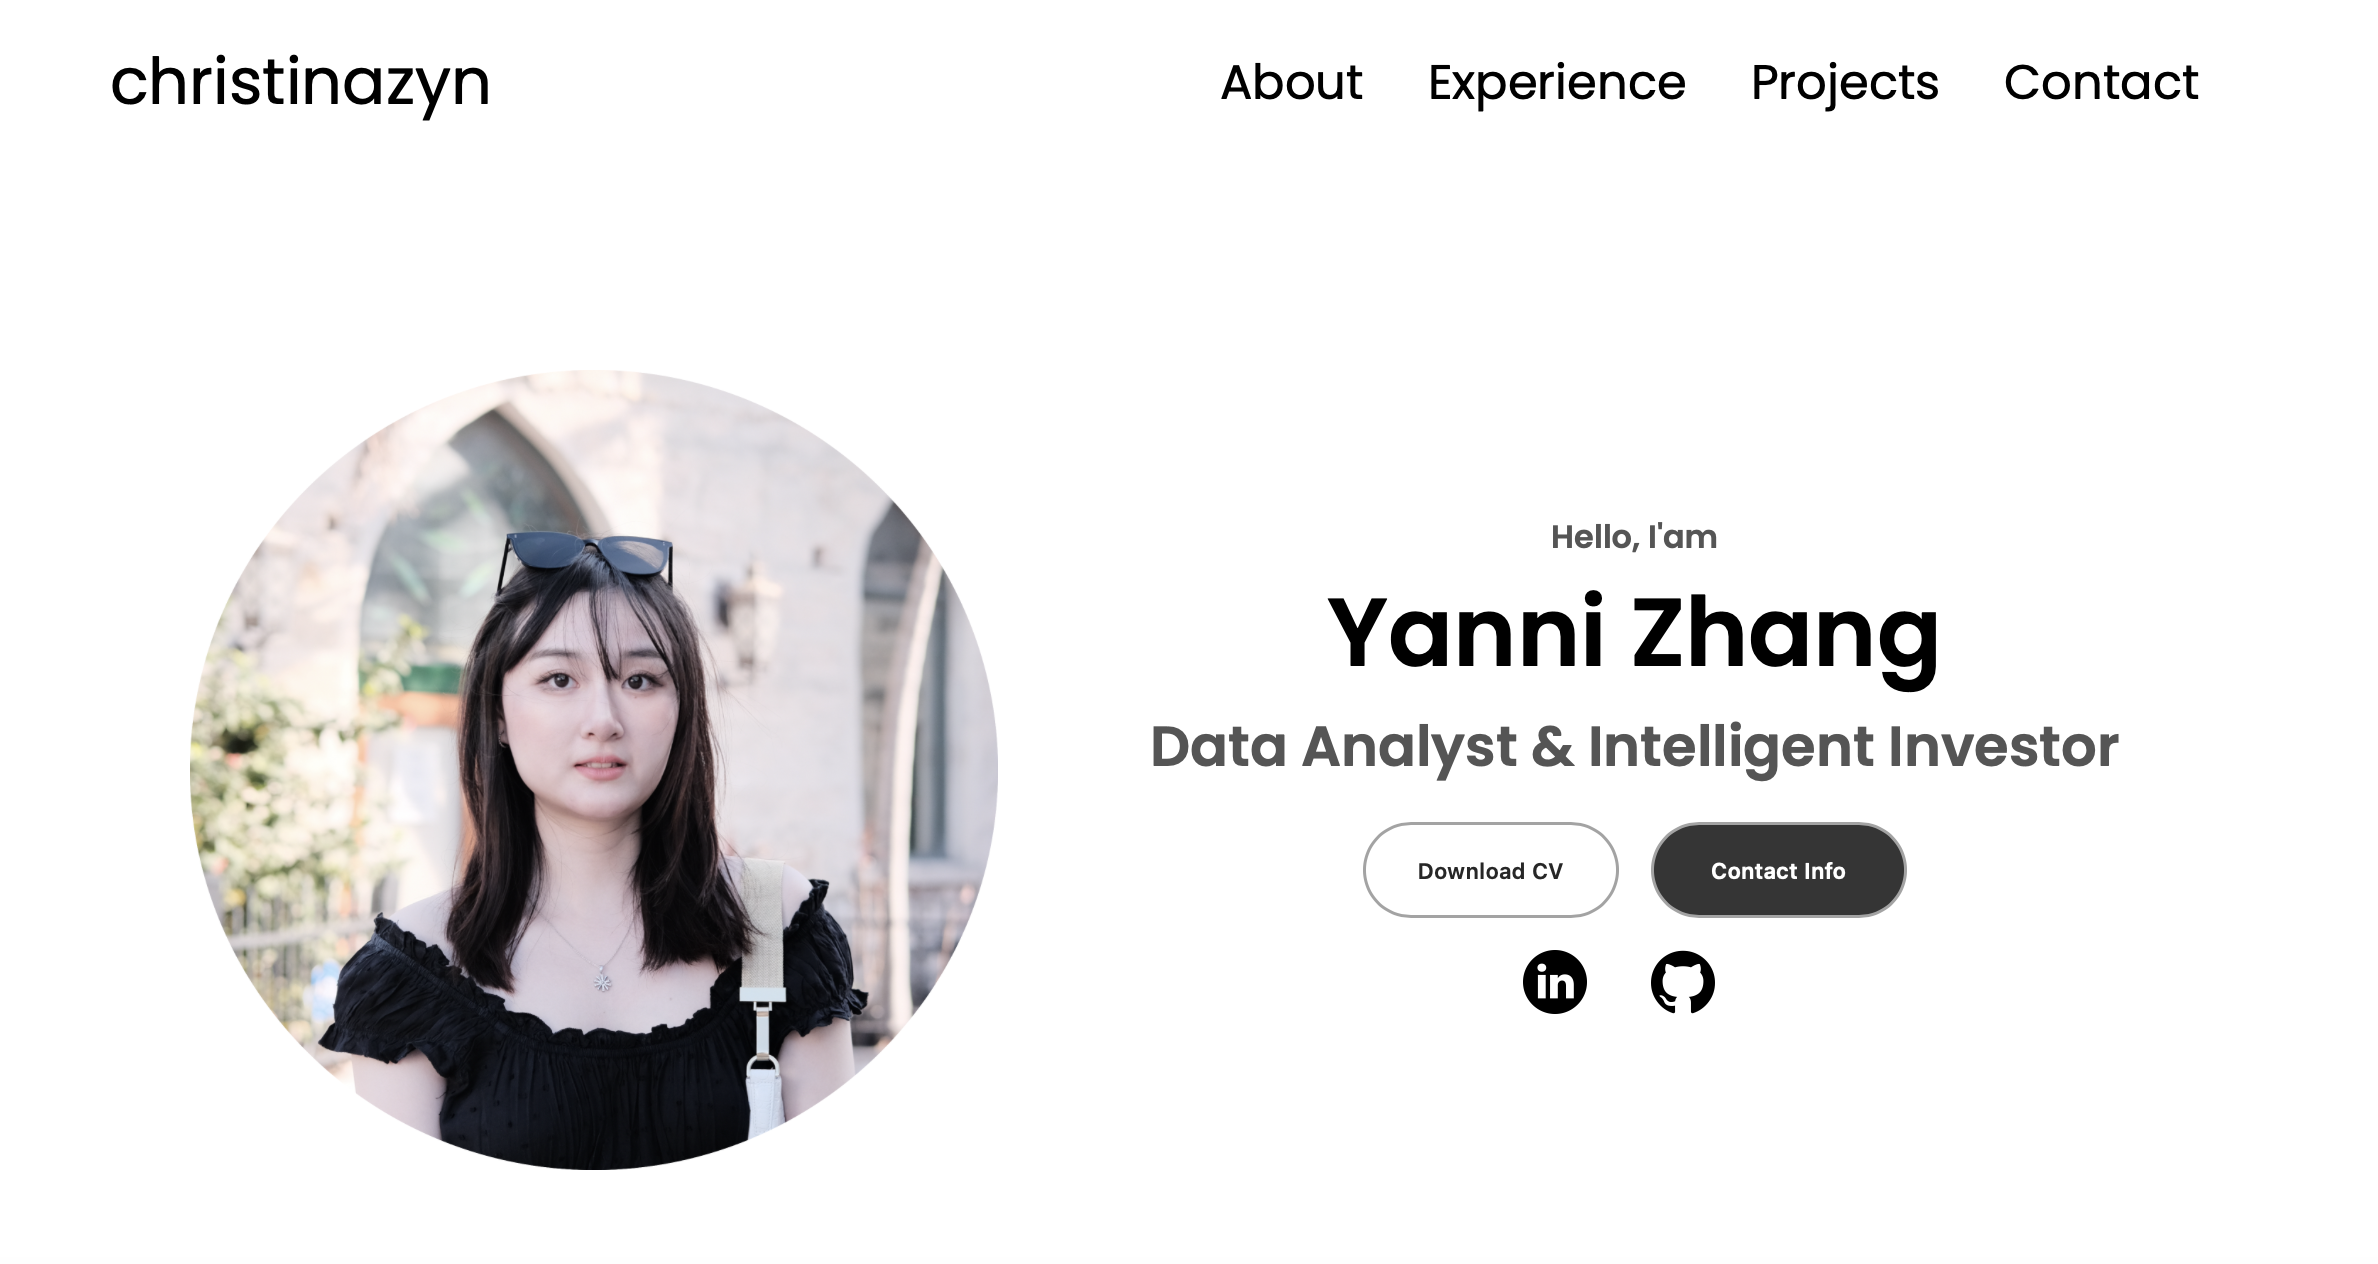 christinazyn
About Experience Projects Contact
Hello, I'am
Yanni Zhang
Data Analyst & Intelligent Investor
Download CV Contact Info
in